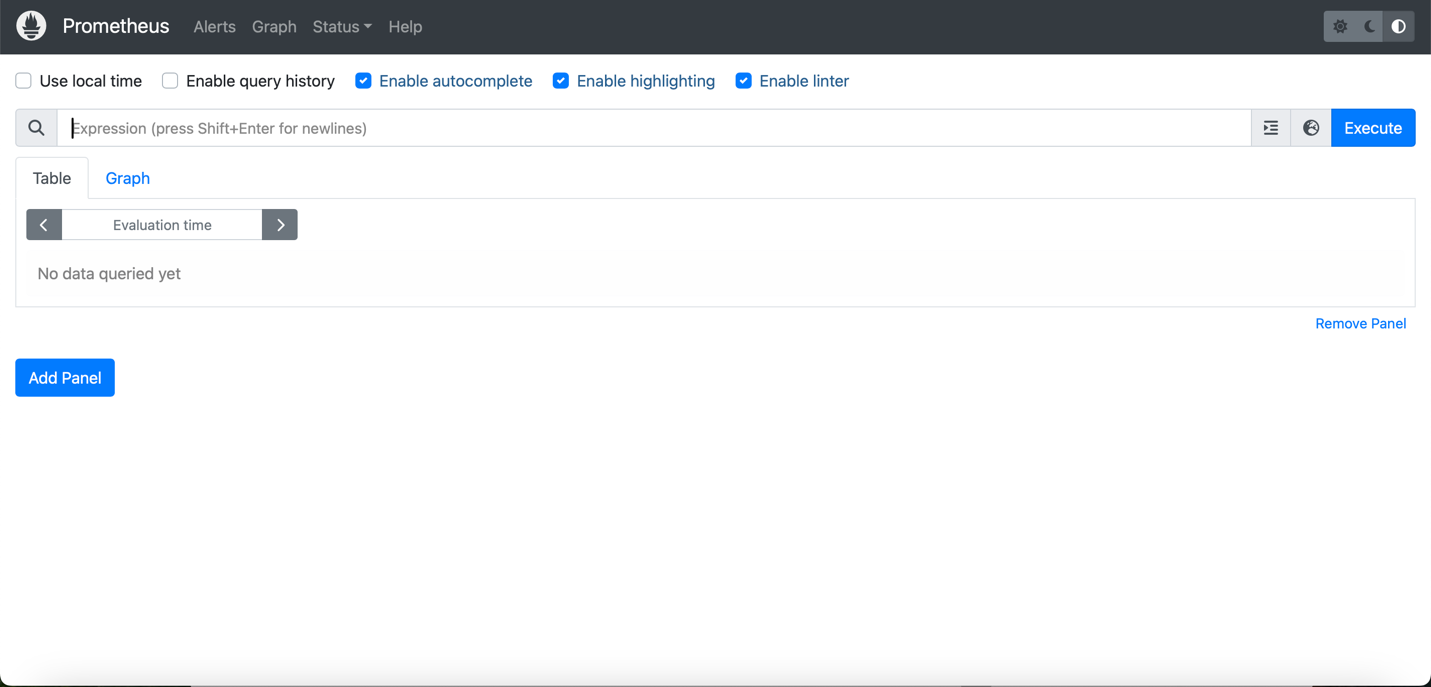 Prometheus Alerts Graph Status Help
Use local time Enable query history Enable autocomplete Enable highlighting Enable linter
Expression (press Shift+Enter for newlines) Execute
Table Graph
Evaluation time
No data queried yet
Remove Panel
Add Panel